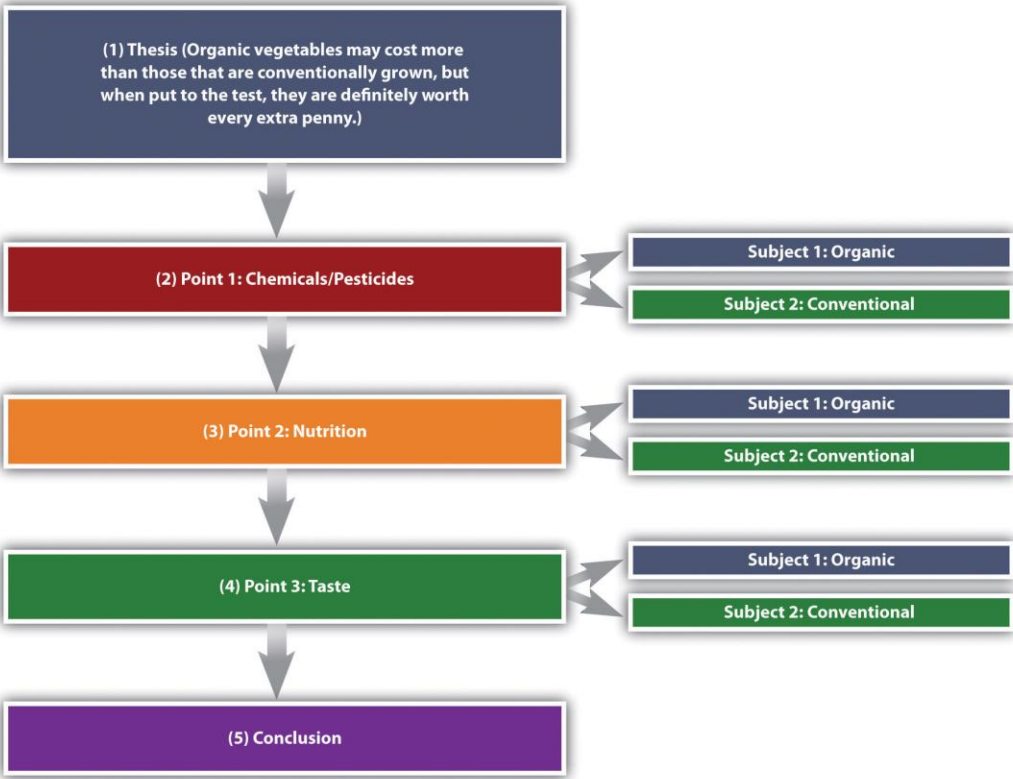 (1) Thesis (Organic vegetables may cost more
than those that are conventionally grown, but
when put to the test, they are definitely worth
every extra penny.)
(2) Point 1: Chemicals/Pesticides
Subject 1: Organic
Subject 2: Conventional
(3) Point 2: Nutrition
Subject 1: Organic
Subject 2: Conventional
(4) Point 3: Taste
Subject 1: Organic
Subject 2: Conventional
(5) Conclusion